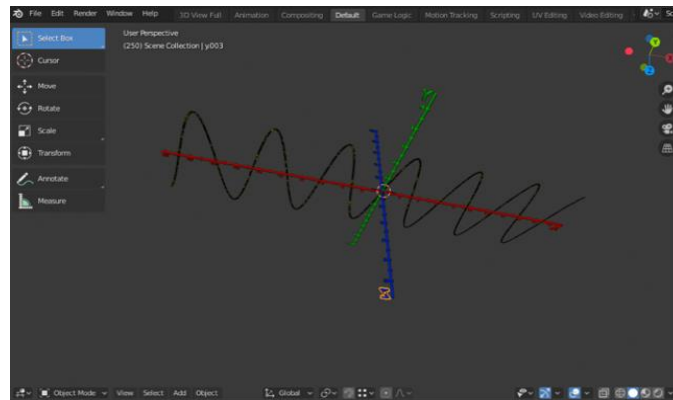 File Edit Render Window Help 3D View Full Animation Compositing Default Game Logic Motion Tracking Scripting UV Editing Video Editing Sc
User Perspective
(250) Scene Collection | y.003
Select Box
Cursor
Move
Rotate
Scale
Transform
Annotate
Measure
Y
Z
Object Mode View Select Add Object Global